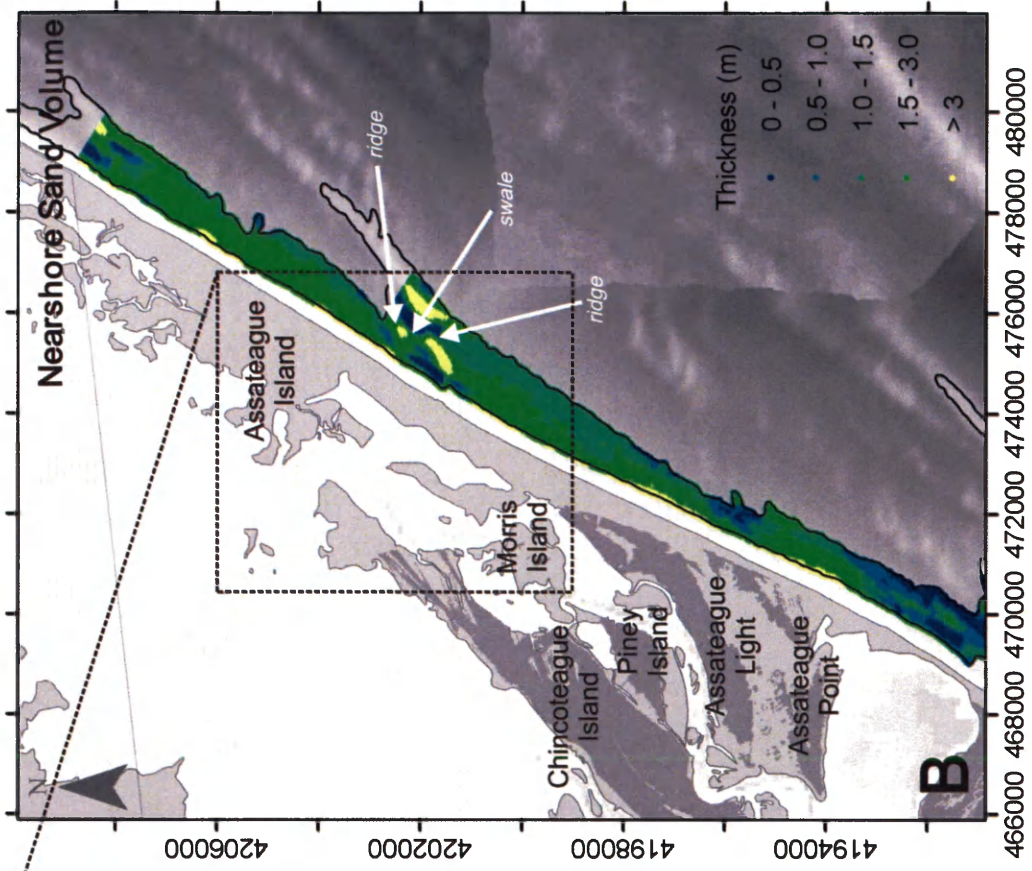 Nearshore Sand Volume
N
ridge
swale
ridge
Assateague
Island
Morris
Island
Chincoteague
Island
Piney
Island
Assateague
Light
Assateague
Point
Thickness (m)
0 - 0.5
0.5 - 1.0
1.0 - 1.5
1.5 - 3.0
> 3
B
4206000
4202000
4198000
4194000
466000 468000 470000 472000 474000 476000 478000 480000